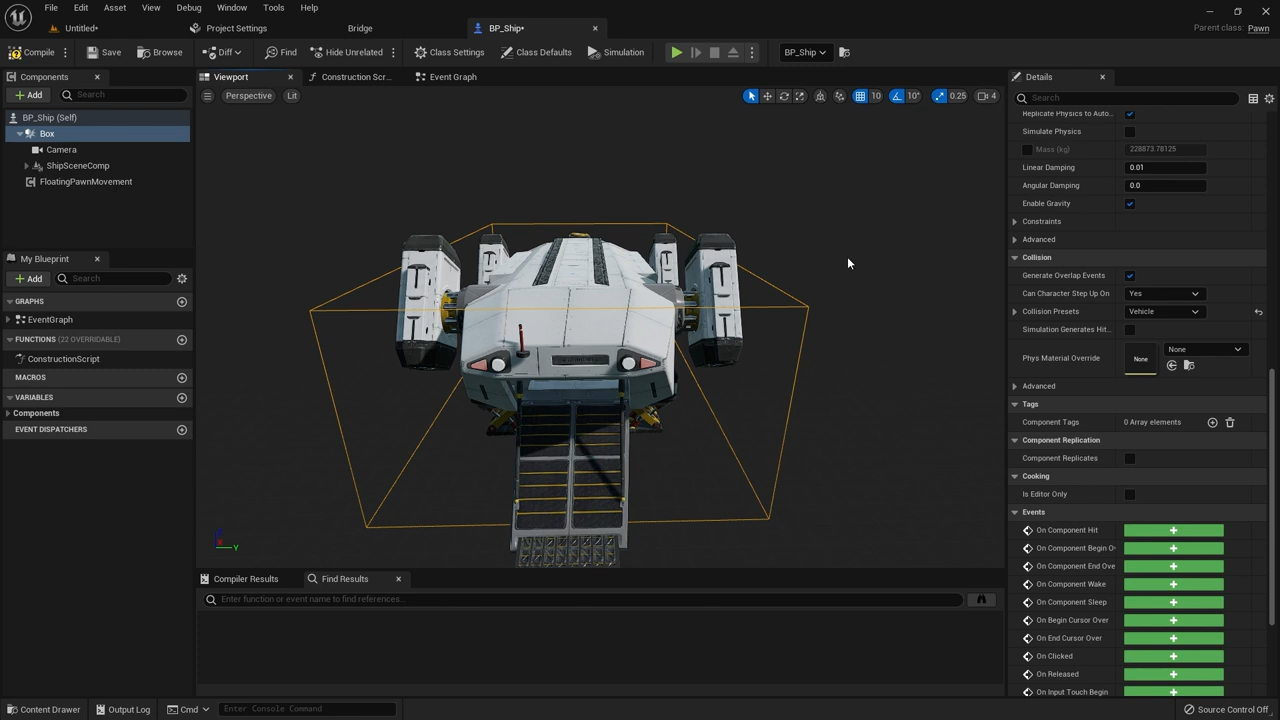 File Edit Asset View Debug Window Tools Help
Untitled* Project Settings Bridge BP_Ship*
Parent class: Pawn
Compile Save Browse Diff Find Hide Unrelated Class Settings Class Defaults Simulation BP_Ship
Components
Add Search
BP_Ship (Self)
Box
Camera
ShipSceneComp
FloatingPawnMovement
My Blueprint
Add Search
GRAPHS
EventGraph
FUNCTIONS (22 OVERRIDABLE)
ConstructionScript
MACROS
VARIABLES
Components
EVENT DISPATCHERS
Viewport Construction Scr... Event Graph
Perspective Lit 10 10° 0.25 4
Y
Compiler Results Find Results
Enter function or event name to find references...
Details
Search
Replicate Physics to Auto...
Simulate Physics
Mass (kg) 228873.78125
Linear Damping 0.01
Angular Damping 0.0
Enable Gravity
Constraints
Advanced
Collision
Generate Overlap Events
Can Character Step Up On Yes
Collision Presets Vehicle
Simulation Generates Hit...
Phys Material Override None None
Advanced
Tags
Component Tags 0 Array elements
Component Replication
Component Replicates
Cooking
Is Editor Only
Events
On Component Hit
On Component Begin O
On Component End Ove
On Component Wake
On Component Sleep
On Begin Cursor Over
On End Cursor Over
On Clicked
On Released
On Input Touch Begin
Content Drawer Output Log Cmd Enter Console Command Source Control Off